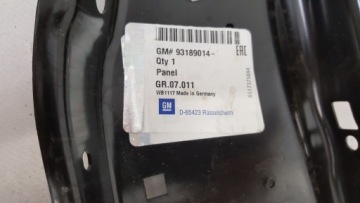 GM# 93189014-
EAC
Qty 1
Panel
GR.07.011
WB1117 Made in Germany
GM
D-65423 Rüsselsheim